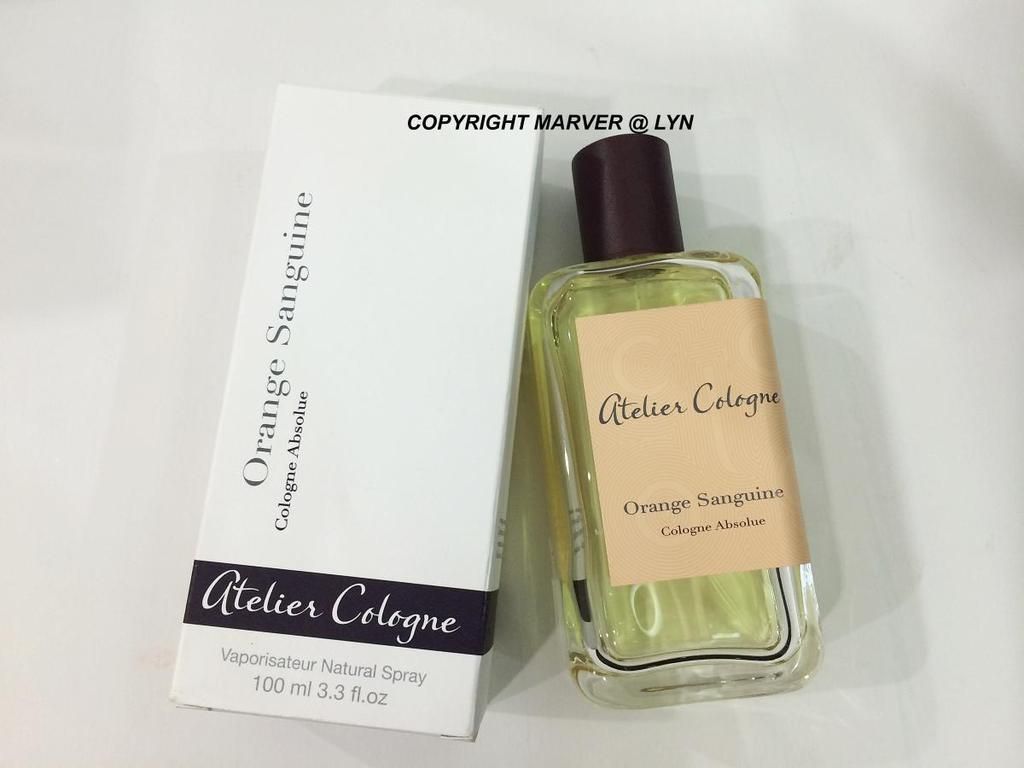 COPYRIGHT MARVER @ LYN
Orange Sanguine
Cologne Absolue
Atelier Cologne
Vaporisateur Natural Spray
100 ml 3.3 fl.oz
Atelier Cologne
Orange Sanguine
Cologne Absolue